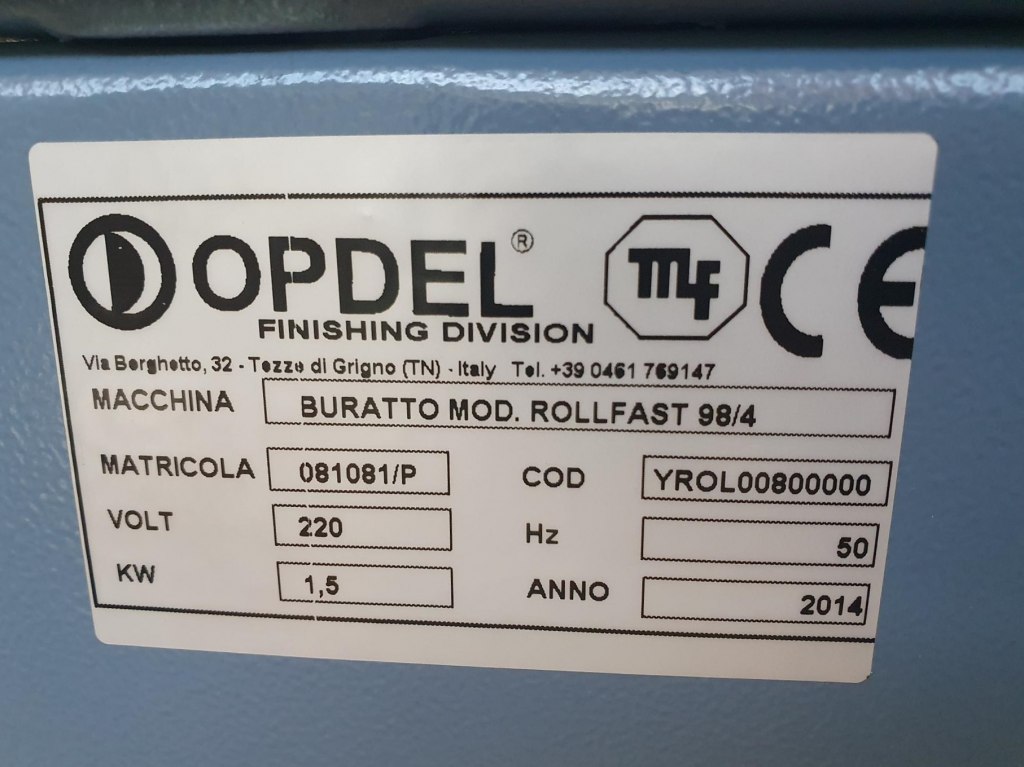 OPDEL®
FINISHING DIVISION
mf
CE
Via Borghetto, 32 - Tezze di Grigno (TN) - Italy Tel. +39 0461 769147
MACCHINA BURATTO MOD. ROLLFAST 98/4
MATRICOLA 081081/P COD YROL00800000
VOLT 220 Hz 50
KW 1,5 ANNO 2014